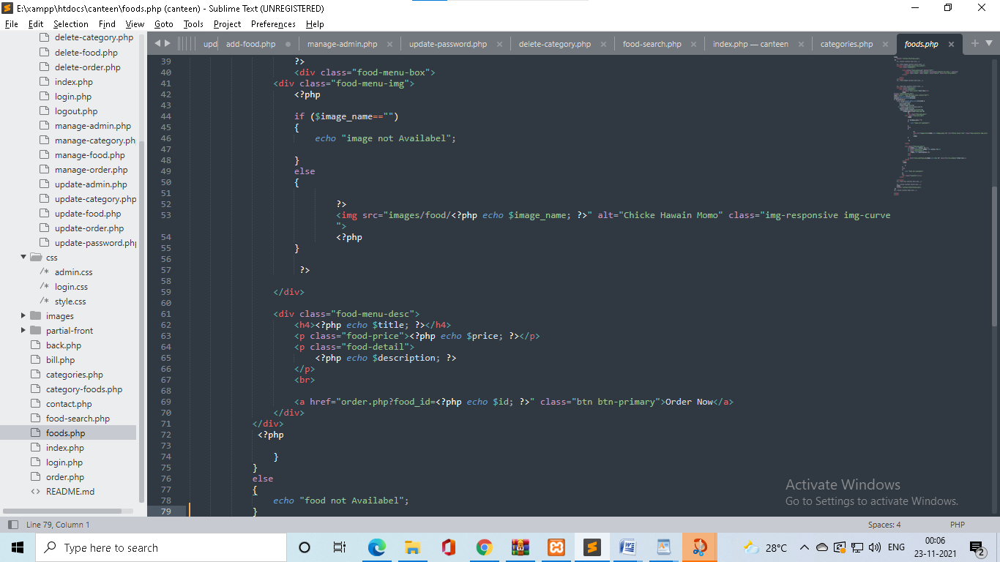 E:\xampp\htdocs\canteen\foods.php (canteen) - Sublime Text (UNREGISTERED)
File Edit Selection Find View Goto Tools Project Preferences Help
delete-category.php
delete-food.php
delete-order.php
index.php
login.php
logout.php
manage-admin.php
manage-category.ph
manage-food.php
manage-order.php
update-admin.php
update-category.php
update-food.php
update-order.php
update-password.ph
css
/* admin.css
/* login.css
/* style.css
images
partial-front
back.php
bill.php
categories.php
category-foods.php
contact.php
food-search.php
foods.php
index.php
login.php
order.php
<> README.md
upd add-food.php manage-admin.php update-password.php delete-category.php food-search.php index.php — canteen categories.php foods.php
39 ?>
40 <div class="food-menu-box">
41 <div class="food-menu-img">
42 <?php
43
44 if ($image_name=="")
45 {
46 echo "image not Availabel";
47
48 }
49 else
50 {
51
52 ?>
53 <img src="images/food/<?php echo $image_name; ?>" alt="Chicke Hawain Momo" class="img-responsive img-curve
">
54 <?php
55 }
56
57 ?>
58
59 </div>
60
61 <div class="food-menu-desc">
62 <h4><?php echo $title; ?></h4>
63 <p class="food-price"><?php echo $price; ?></p>
64 <p class="food-detail">
65 <?php echo $description; ?>
66 </p>
67 <br>
68
69 <a href="order.php?food_id=<?php echo $id; ?>" class="btn btn-primary">Order Now</a>
70 </div>
71 </div>
72 <?php
73
74 }
75 }
76 else
77 {
78 echo "food not Availabel";
79 }
Activate Windows
Go to Settings to activate Windows.
Line 79, Column 1 Spaces: 4 PHP
Type here to search
28°C ENG 00:06
23-11-2021
2